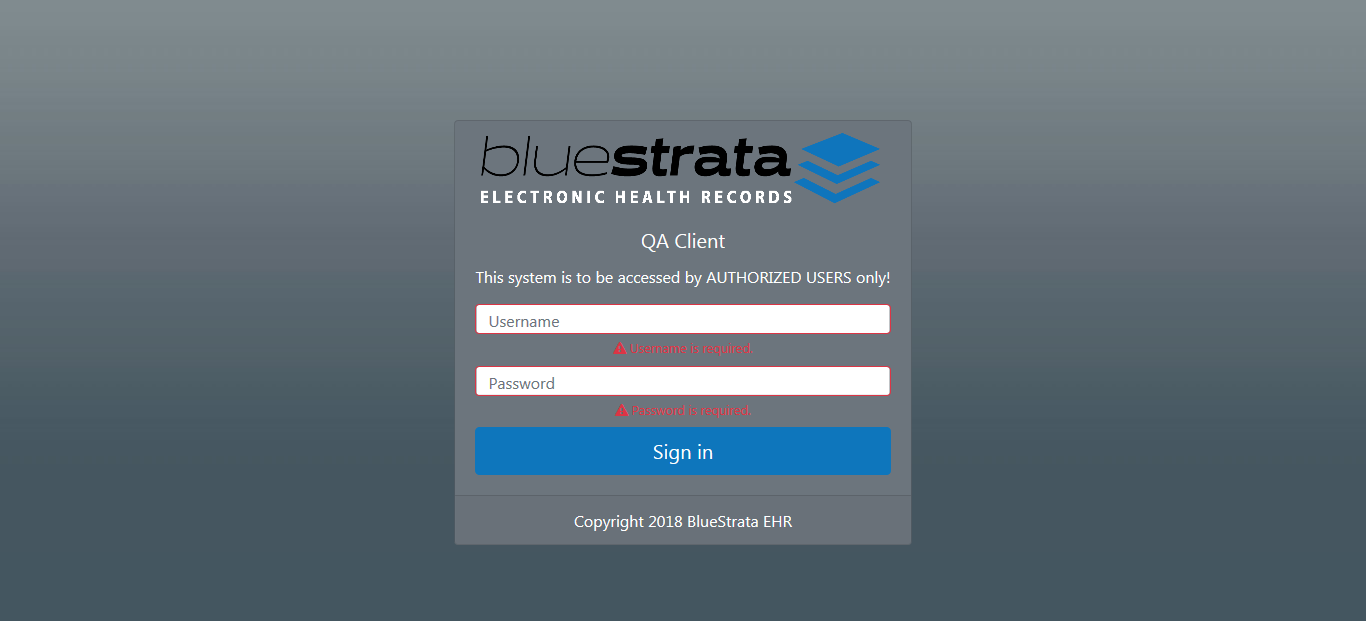 bluestrata
ELECTRONIC HEALTH RECORDS
QA Client
This system is to be accessed by AUTHORIZED USERS only!
Username
Username is required
Password
Password is required
Sign in
Copyright 2018 BlueStrata EHR